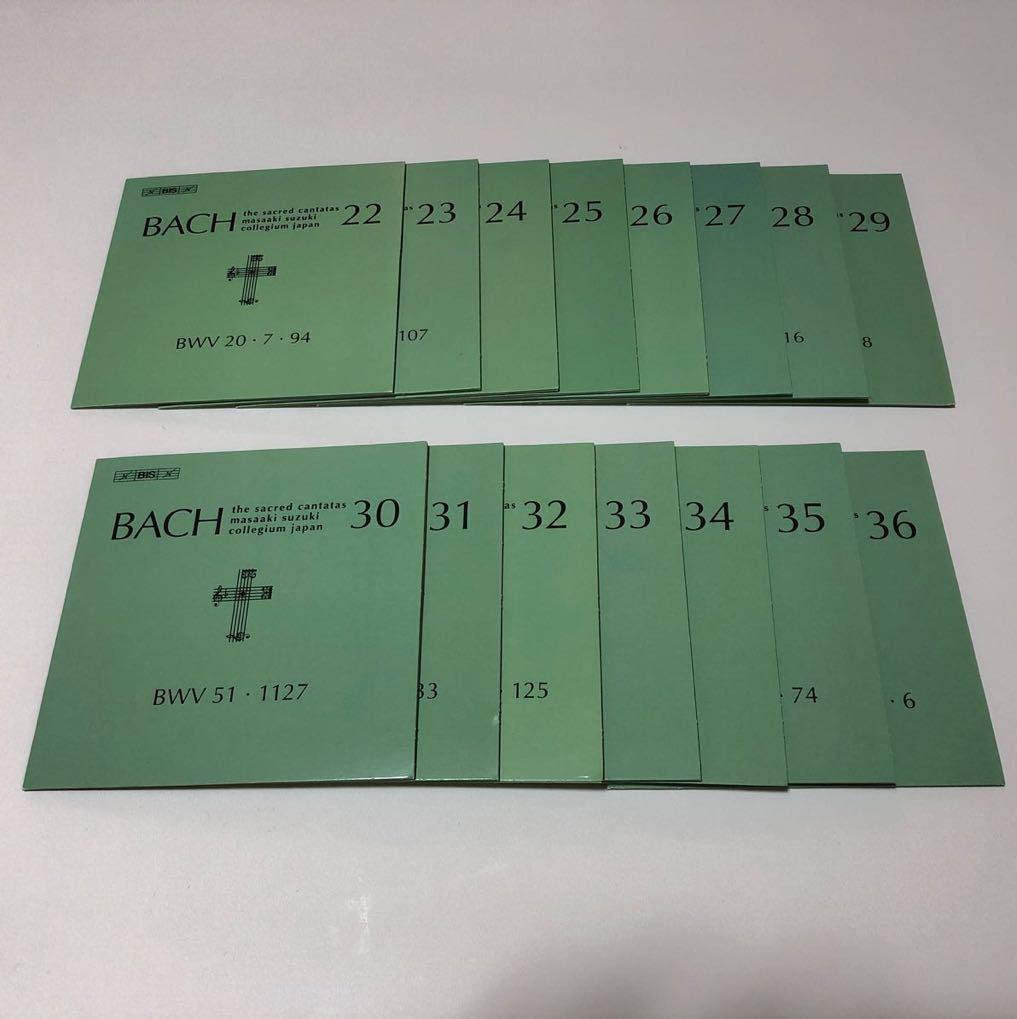 BIS
BACH the sacred cantatas 22
masaaki suzuki
collegium japan
BWV 20 · 7 · 94
23
107
24
25
26
27
28
16
29
8
BIS
BACH the sacred cantatas 30
masaaki suzuki
collegium japan
BWV 51 · 1127
31
33
as 32
· 125
33
34
35
· 74
36
· 6